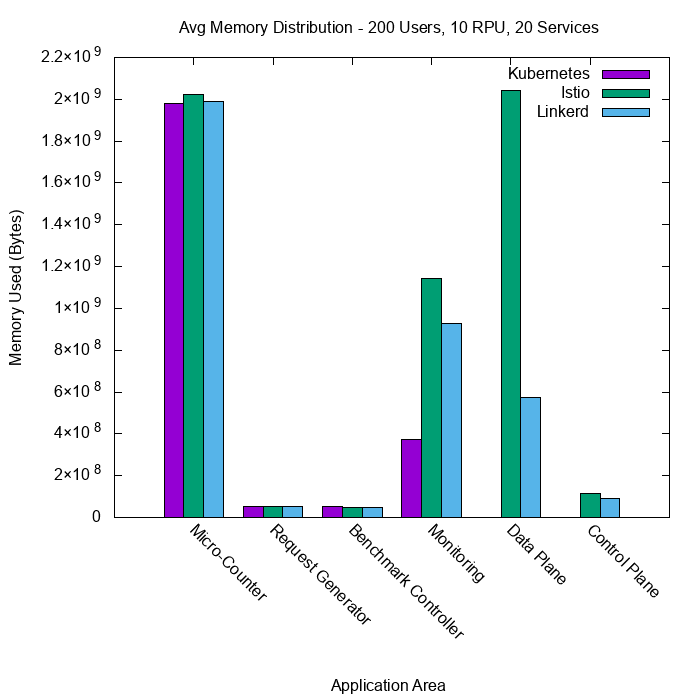 Avg Memory Distribution - 200 Users, 10 RPU, 20 Services
Kubernetes
Istio
Linkerd
2.2×10⁹
2×10⁹
1.8×10⁹
1.6×10⁹
1.4×10⁹
1.2×10⁹
1×10⁹
8×10⁸
6×10⁸
4×10⁸
2×10⁸
0
Memory Used (Bytes)
Micro-Counter
Request Generator
Benchmark Controller
Monitoring
Data Plane
Control Plane
Application Area